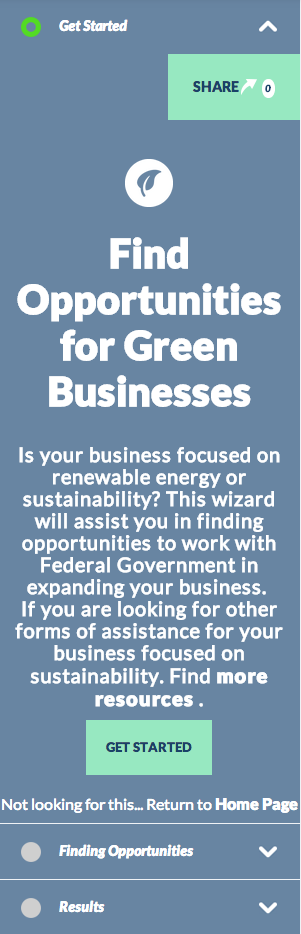 Get Started
SHARE 0
Find
Opportunities
for Green
Businesses
Is your business focused on
renewable energy or
sustainability? This wizard
will assist you in finding
opportunities to work with
Federal Government in
expanding your business.
If you are looking for other
forms of assistance for your
business focused on
sustainability. Find more
resources .
GET STARTED
Not looking for this... Return to Home Page
Finding Opportunities
Results